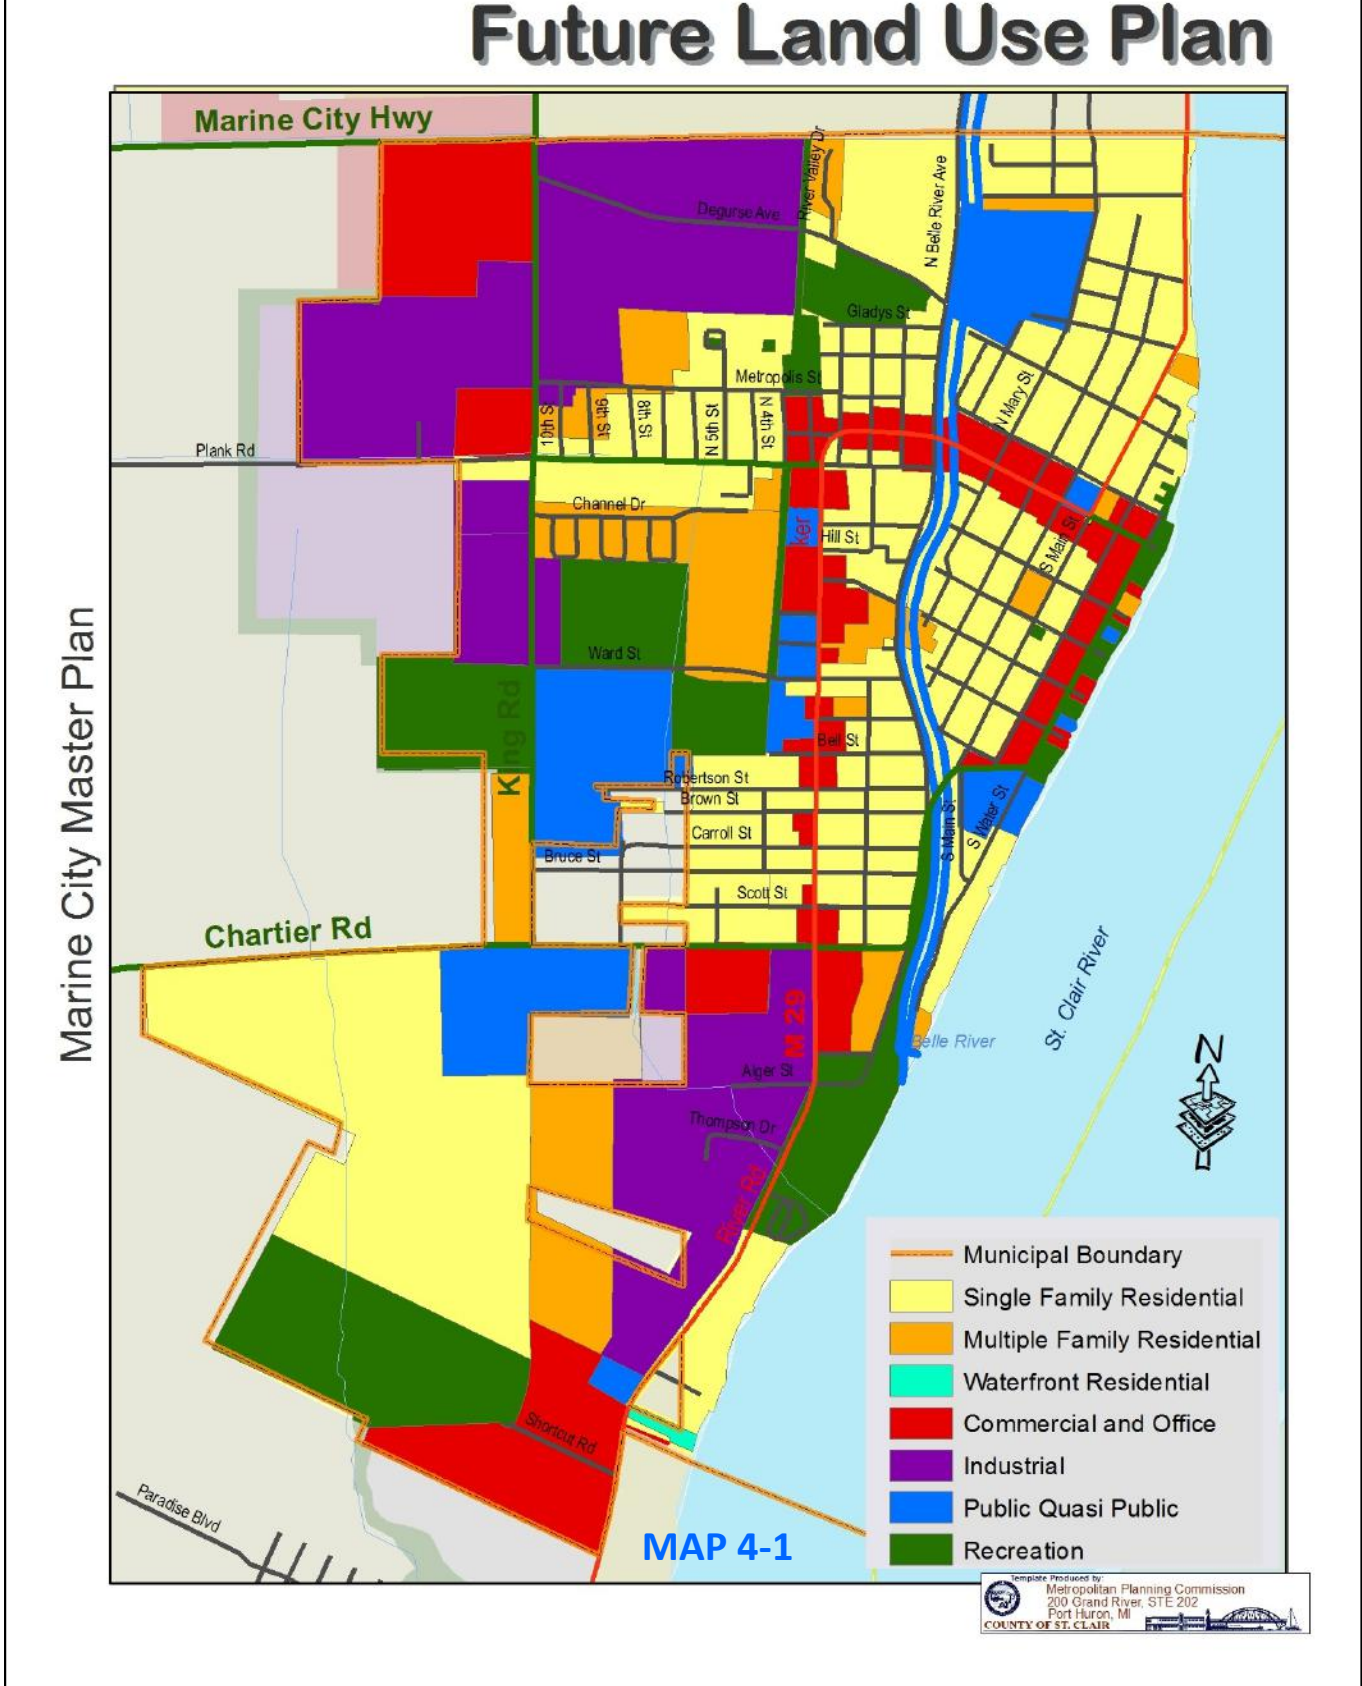 Future Land Use Plan
Marine City Master Plan
Marine City Hwy
River Valley Dr
N Belle River Ave
Degurse Ave
Gladys St
Metropolis St
N Mary St
10th S
9th St
8th St
N 5th St
N 4th St
Plank Rd
Channel Dr
ker
Hill St
S Main St
Ward St
King Rd
Bell St
Robertson St
Brown St
Carroll St
S Main St
S Water St
Bruce St
Scott St
Chartier Rd
St. Clair River
M 29
Belle River
N
Alger St
Thompson Dr
River Rd
Shortcut Rd
Paradise Blvd
MAP 4-1
Municipal Boundary
Single Family Residential
Multiple Family Residential
Waterfront Residential
Commercial and Office
Industrial
Public Quasi Public
Recreation
Template Produced by:
Metropolitan Planning Commission
200 Grand River, STE 202
Port Huron, MI
COUNTY OF ST. CLAIR